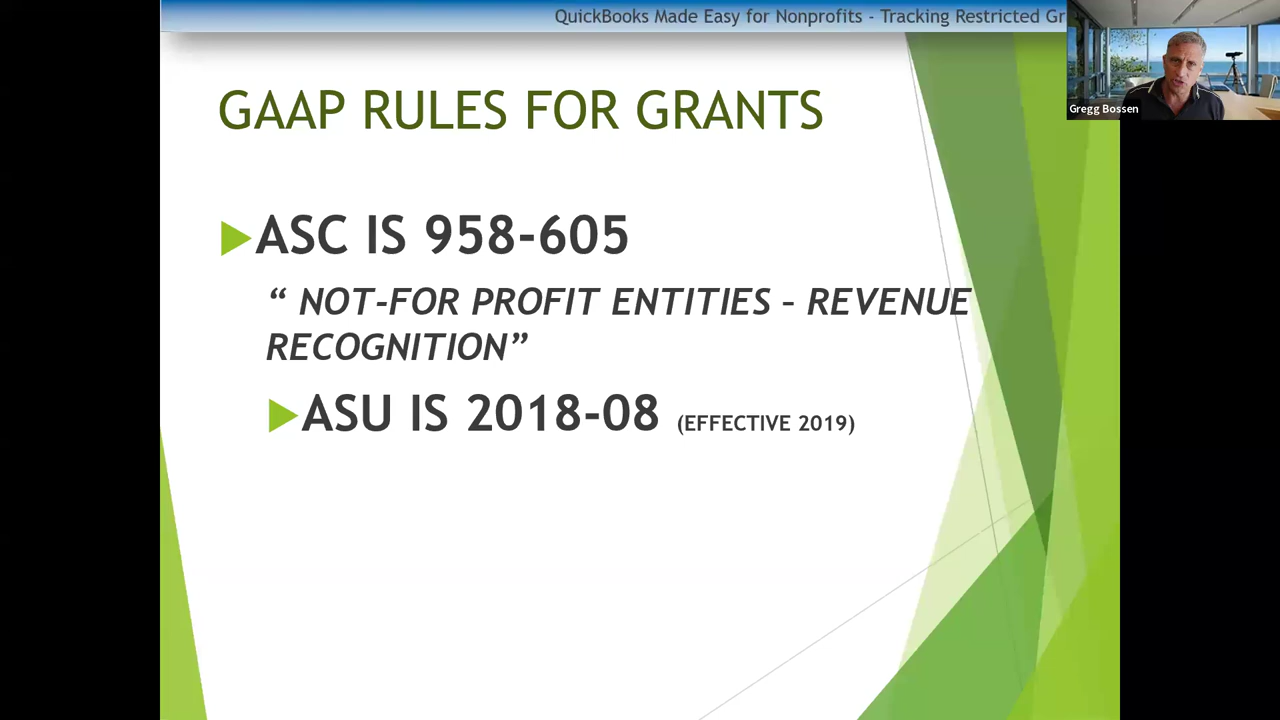 QuickBooks Made Easy for Nonprofits - Tracking Restricted Gr
Gregg Bossen
GAAP RULES FOR GRANTS
ASC IS 958-605
“ NOT-FOR PROFIT ENTITIES – REVENUE
RECOGNITION”
ASU IS 2018-08 (EFFECTIVE 2019)